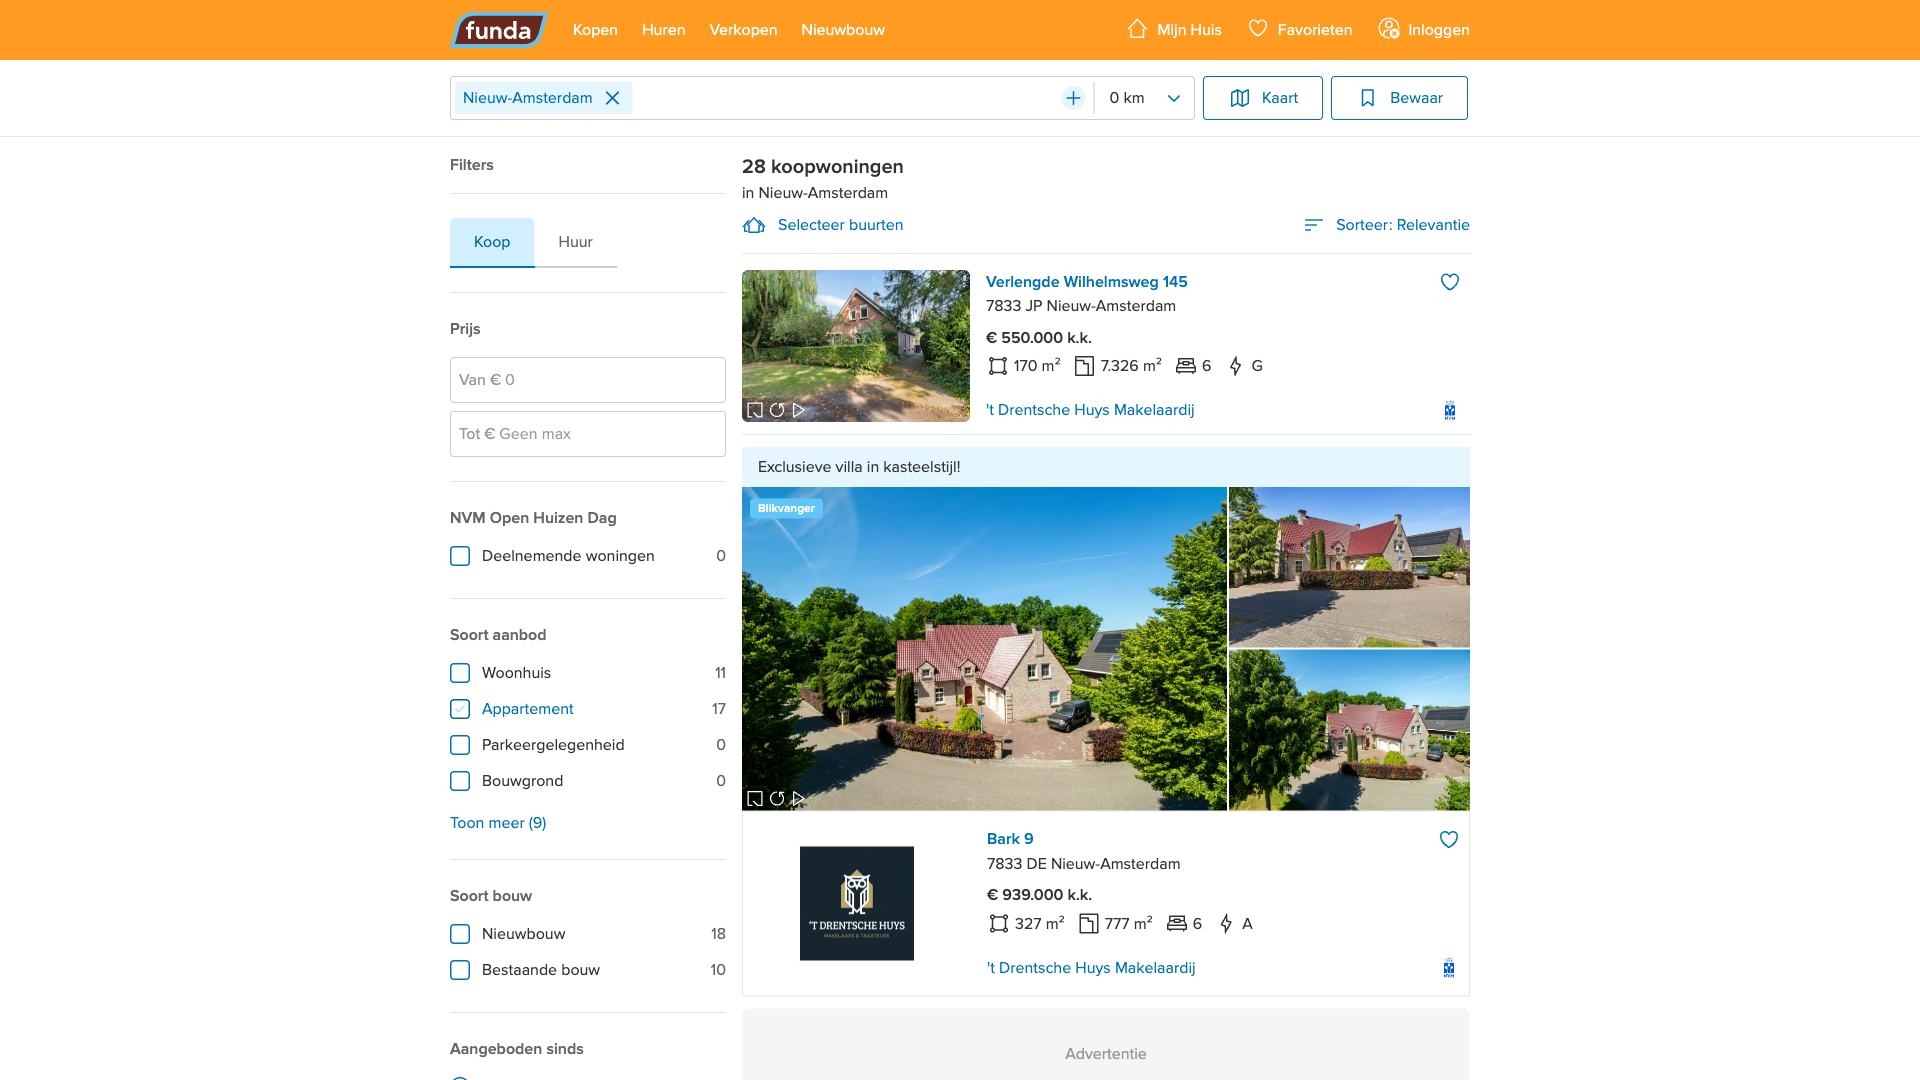 funda
Kopen
Huren
Verkopen
Nieuwbouw
Mijn Huis
Favorieten
Inloggen
Nieuw-Amsterdam
0 km
Kaart
Bewaar
Filters
Koop
Huur
Prijs
Van € 0
Tot € Geen max
NVM Open Huizen Dag
Deelnemende woningen 0
Soort aanbod
Woonhuis 11
Appartement 17
Parkeergelegenheid 0
Bouwgrond 0
Toon meer (9)
Soort bouw
Nieuwbouw 18
Bestaande bouw 10
Aangeboden sinds
28 koopwoningen
in Nieuw-Amsterdam
Selecteer buurten
Sorteer: Relevantie
Verlengde Wilhelmsweg 145
7833 JP Nieuw-Amsterdam
€ 550.000 k.k.
170 m² 7.326 m² 6 G
't Drentsche Huys Makelaardij
NVM
Exclusieve villa in kasteelstijl!
Blikvanger
'T DRENTSCHE HUYS
MAKELAARS & TAXATEURS
Bark 9
7833 DE Nieuw-Amsterdam
€ 939.000 k.k.
327 m² 777 m² 6 A
't Drentsche Huys Makelaardij
NVM
Advertentie